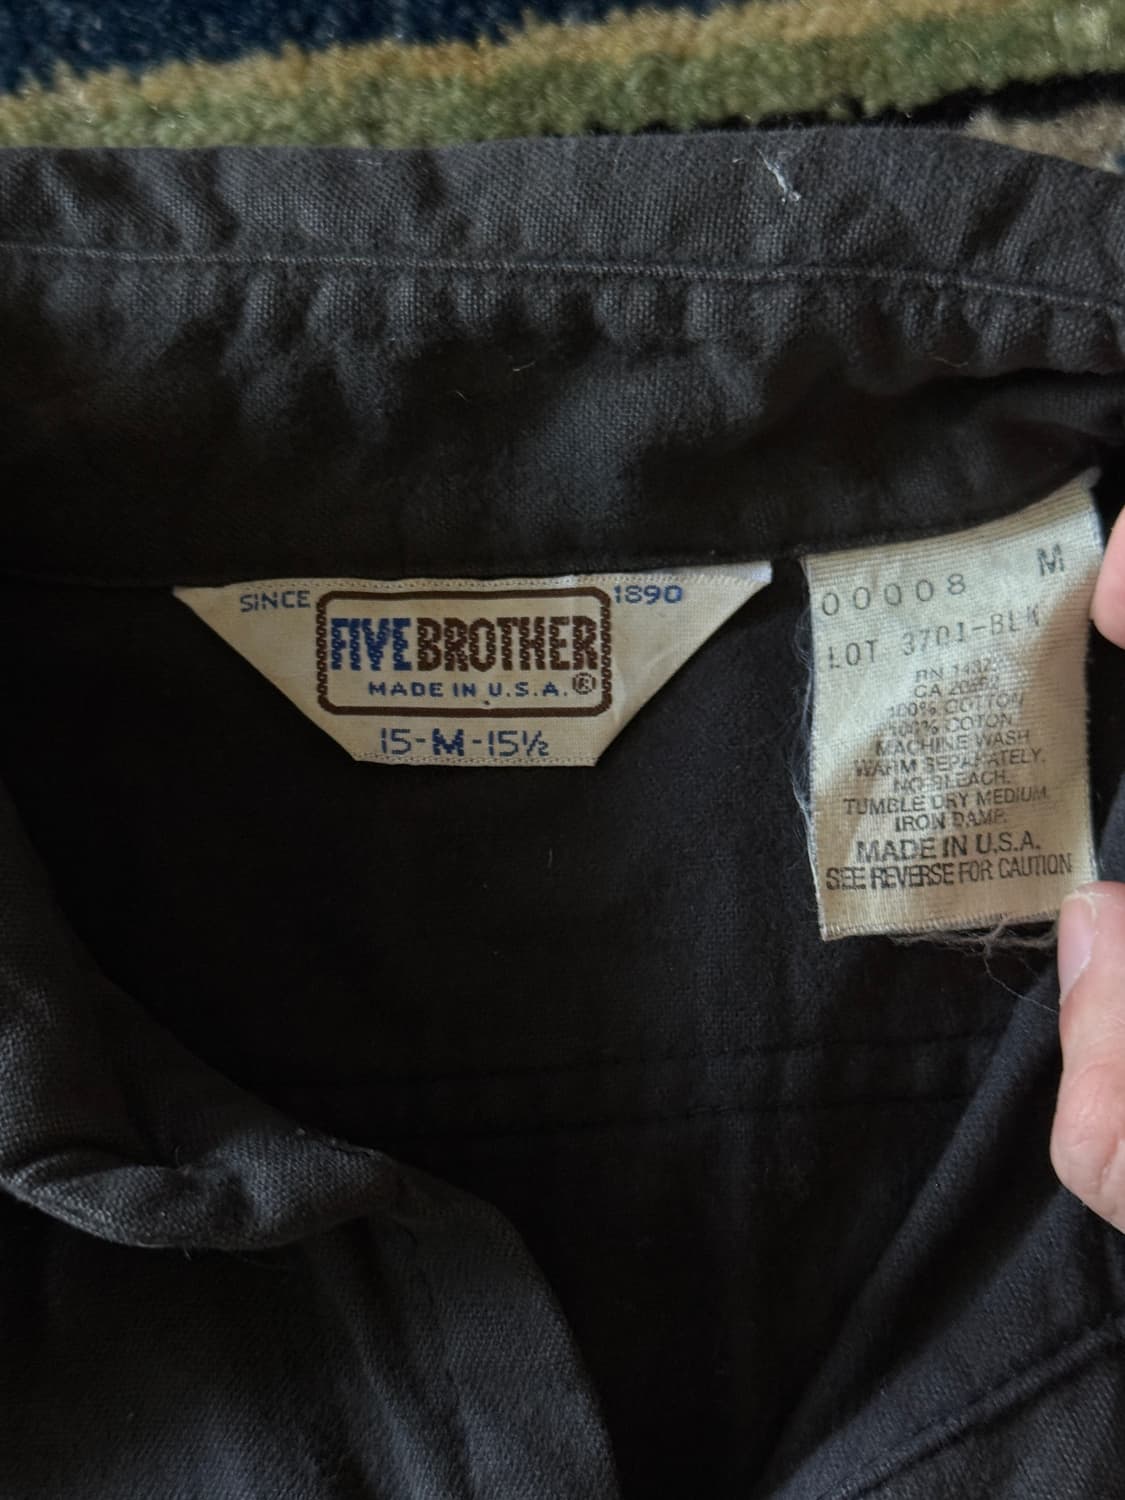 SINCE 1890
FIVE BROTHER
MADE IN U.S.A.®
15-M-15½
00008 M
LOT 3701-BLK
RN 1432
CA
100% COTTON
100% COTON
MACHINE WASH
WARM SEPARATELY.
NO BLEACH.
TUMBLE DRY MEDIUM.
IRON DAMP.
MADE IN U.S.A.
SEE REVERSE FOR CAUTION